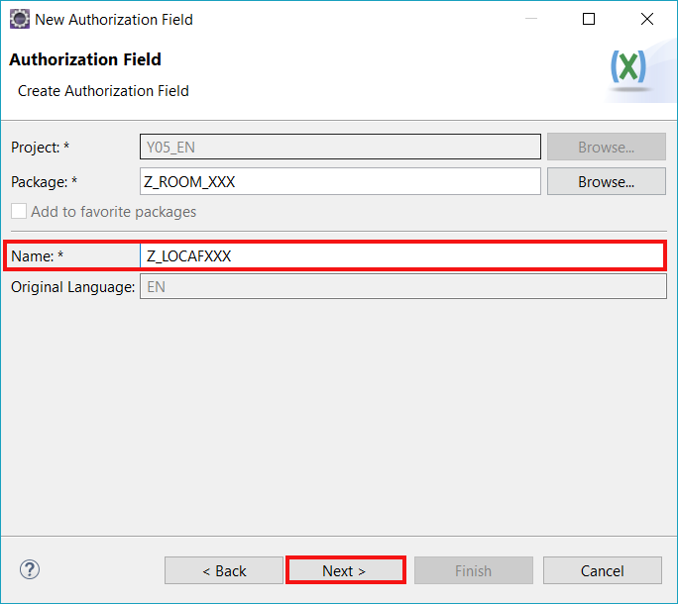 New Authorization Field
Authorization Field
Create Authorization Field
(X)
Project: * Y05_EN Browse...
Package: * Z_ROOM_XXX Browse...
Add to favorite packages
Name: * Z_LOCAFXXX
Original Language: EN
? < Back Next > Finish Cancel